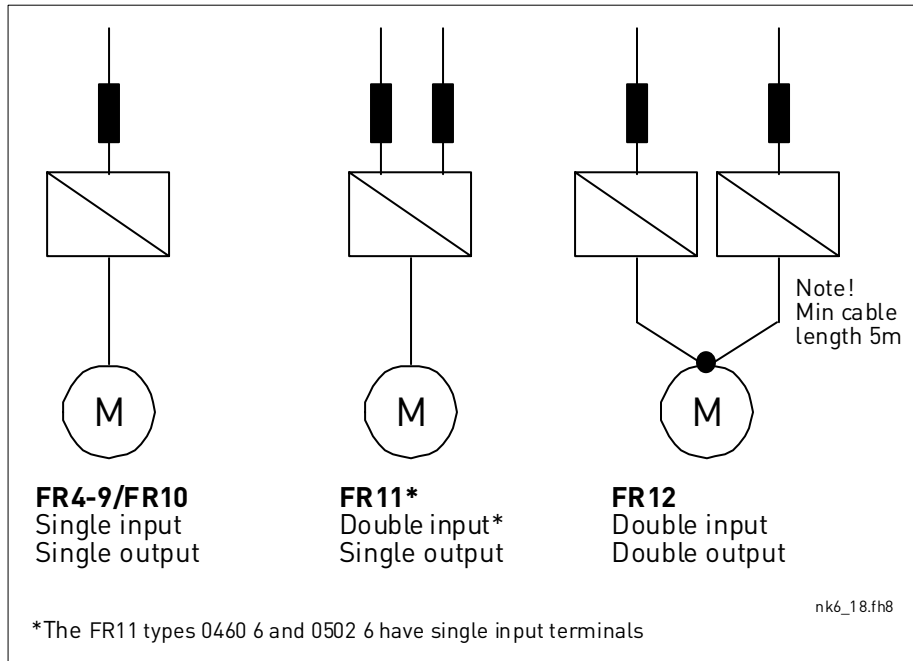 Note!
Min cable
length 5m
M
M
M
FR4-9/FR10
Single input
Single output
FR11*
Double input*
Single output
FR12
Double input
Double output
nk6_18.fh8
*The FR11 types 0460 6 and 0502 6 have single input terminals